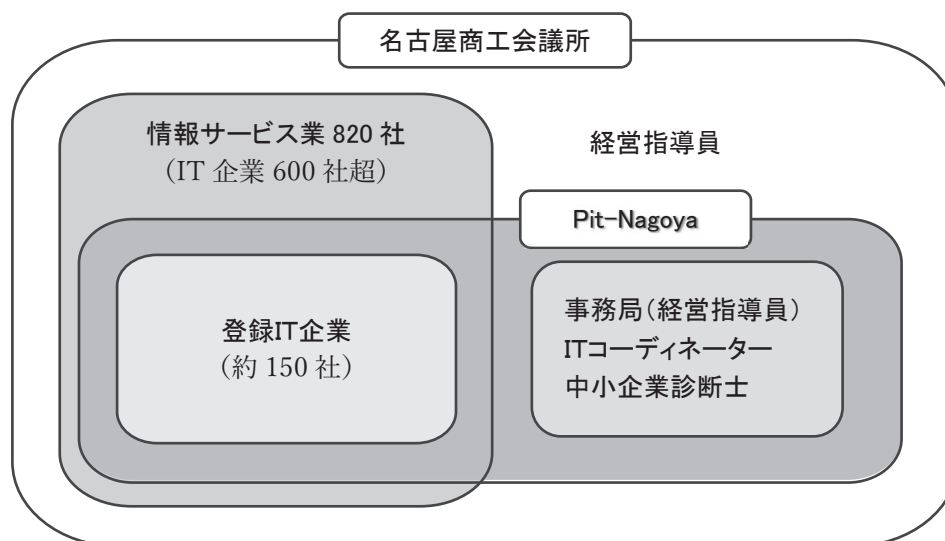 名古屋商工会議所
情報サービス業 820 社
（IT 企業 600 社超）
経営指導員
Pit-Nagoya
登録IT企業
（約 150 社）
事務局（経営指導員）
ITコーディネーター
中小企業診断士